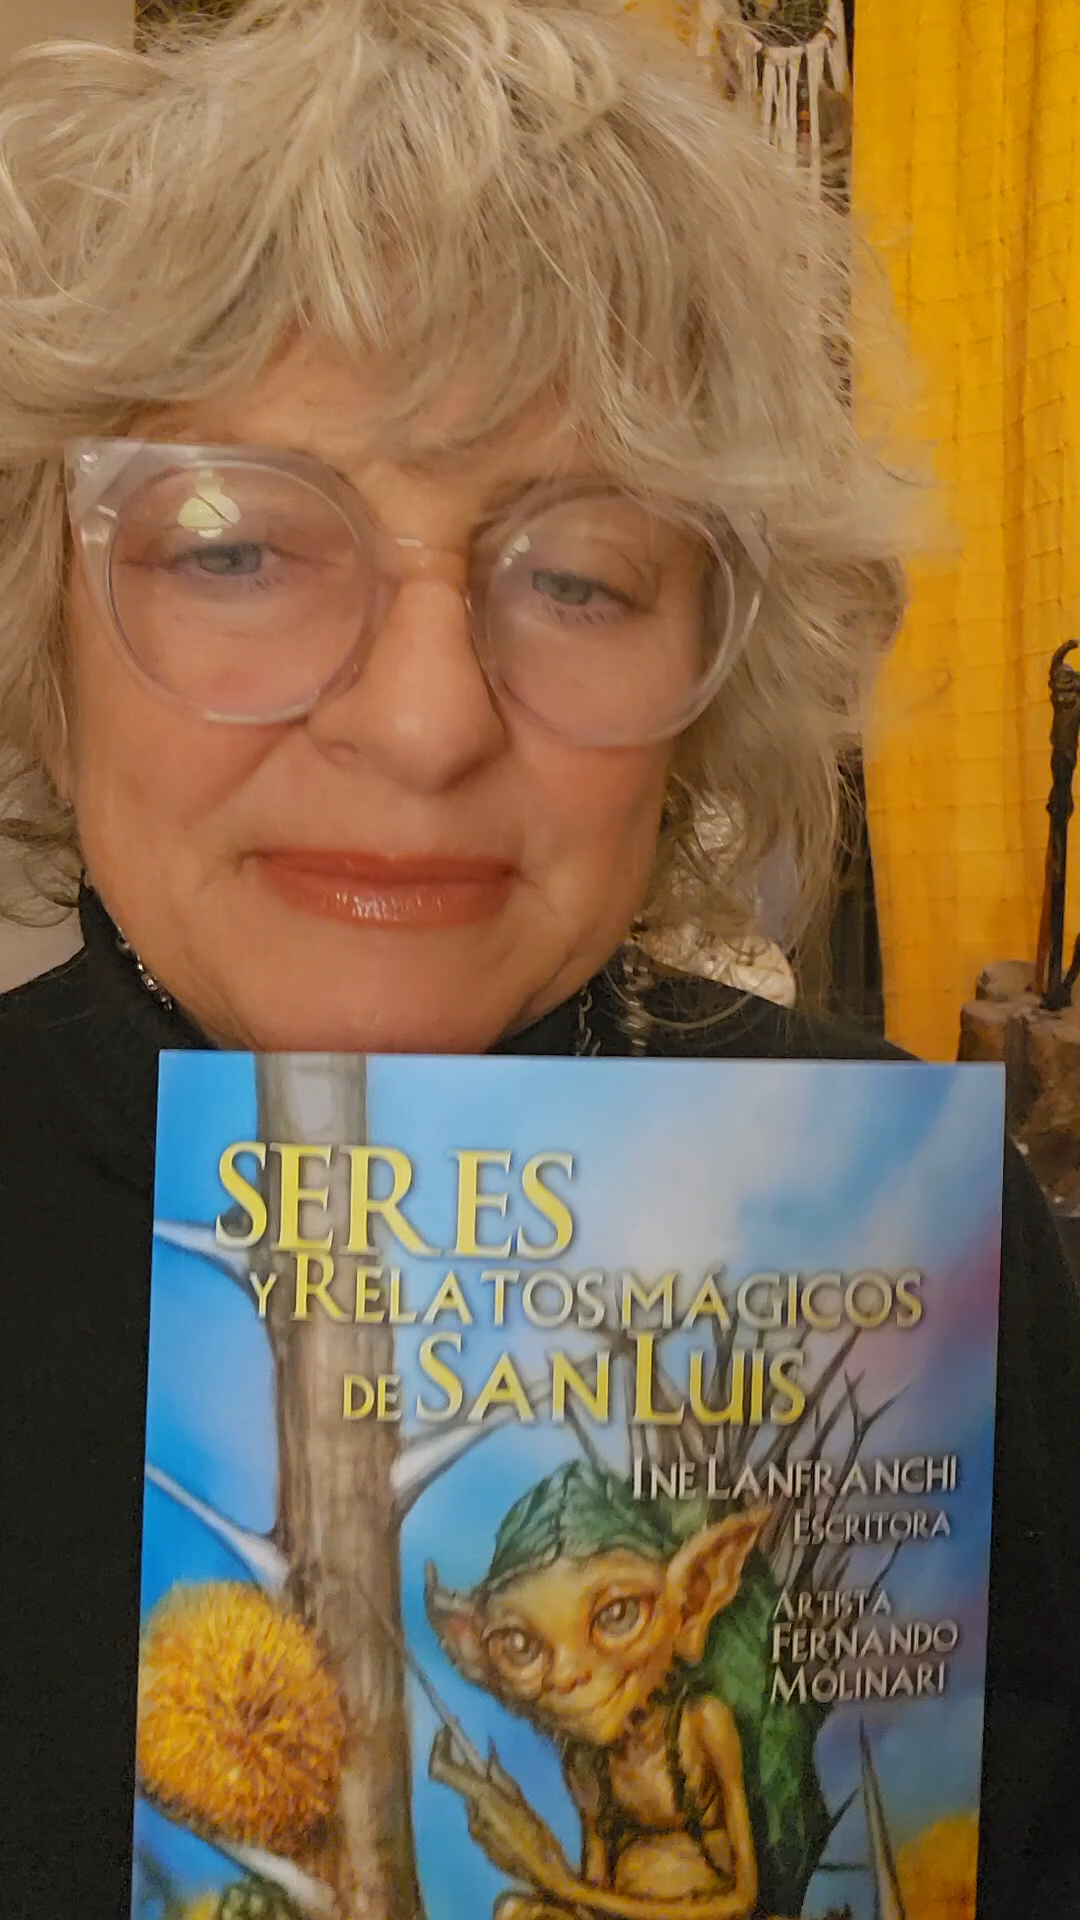 SERES
Y RELATOS MÁGICOS
DE SAN LUIS
INE LANFRANCHI
ESCRITORA
ARTISTA
FERNANDO
MOLINARI